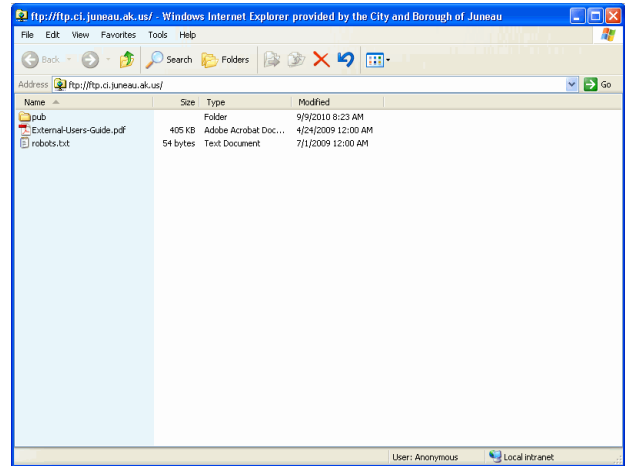 ftp://ftp.ci.juneau.ak.us/ - Windows Internet Explorer provided by the City and Borough of Juneau
File Edit View Favorites Tools Help
Back Search Folders
Address ftp://ftp.ci.juneau.ak.us/ Go
Name Size Type Modified
pub Folder 9/9/2010 8:23 AM
External-Users-Guide.pdf 405 KB Adobe Acrobat Doc... 4/24/2009 12:00 AM
robots.txt 54 bytes Text Document 7/1/2009 12:00 AM
User: Anonymous Local intranet